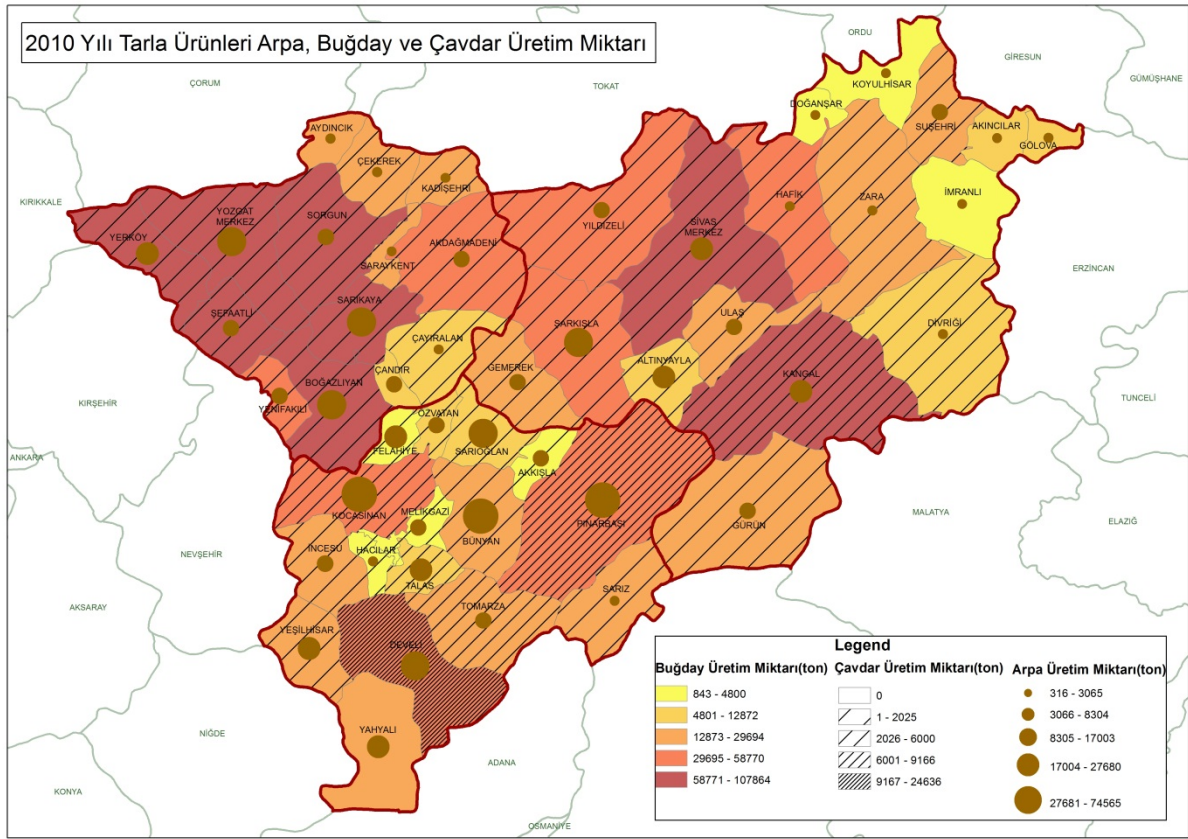 2010 Yılı Tarla Ürünleri Arpa, Buğday ve Çavdar Üretim Miktarı
ORDU
GİRESUN
GÜMÜŞHANE
ÇORUM
TOKAT
KOYULHİSAR
DOĞANŞAR
SUŞEHRİ
AKINCILAR
GÖLOVA
AYDINCIK
ÇEKEREK
KADIŞEHRİ
KIRIKKALE
YERKÖY
YOZGAT
MERKEZ
SORGUN
SARAYKENT
AKDAĞMADENİ
YILDIZELİ
SİVAS
MERKEZ
HAFİK
ZARA
İMRANLI
ERZİNCAN
ŞEFAATLİ
SARIKAYA
ÇAYIRALAN
ÇANDIR
ŞARKIŞLA
ULAŞ
DİVRİĞİ
GEMEREK
ALTINYAYLA
KANGAL
TUNCELİ
KIRŞEHİR
YENİFAKILI
BOĞAZLIYAN
ÖZVATAN
FELAHİYE
SARIOĞLAN
AKKIŞLA
ANKARA
KOCASİNAN
MELİKGAZİ
BÜNYAN
PINARBAŞI
GÜRÜN
MALATYA
ELAZIĞ
NEVŞEHİR
İNCESU
HACILAR
TALAS
SARIZ
AKSARAY
TOMARZA
YEŞİLHİSAR
DEVELİ
NİĞDE
YAHYALI
ADANA
KONYA
OSMANİYE
Legend
Buğday Üretim Miktarı(ton)
843 - 4800
4801 - 12872
12873 - 29694
29695 - 58770
58771 - 107864
Çavdar Üretim Miktarı(ton)
0
1 - 2025
2026 - 6000
6001 - 9166
9167 - 24636
Arpa Üretim Miktarı(ton)
316 - 3065
3066 - 8304
8305 - 17003
17004 - 27680
27681 - 74565